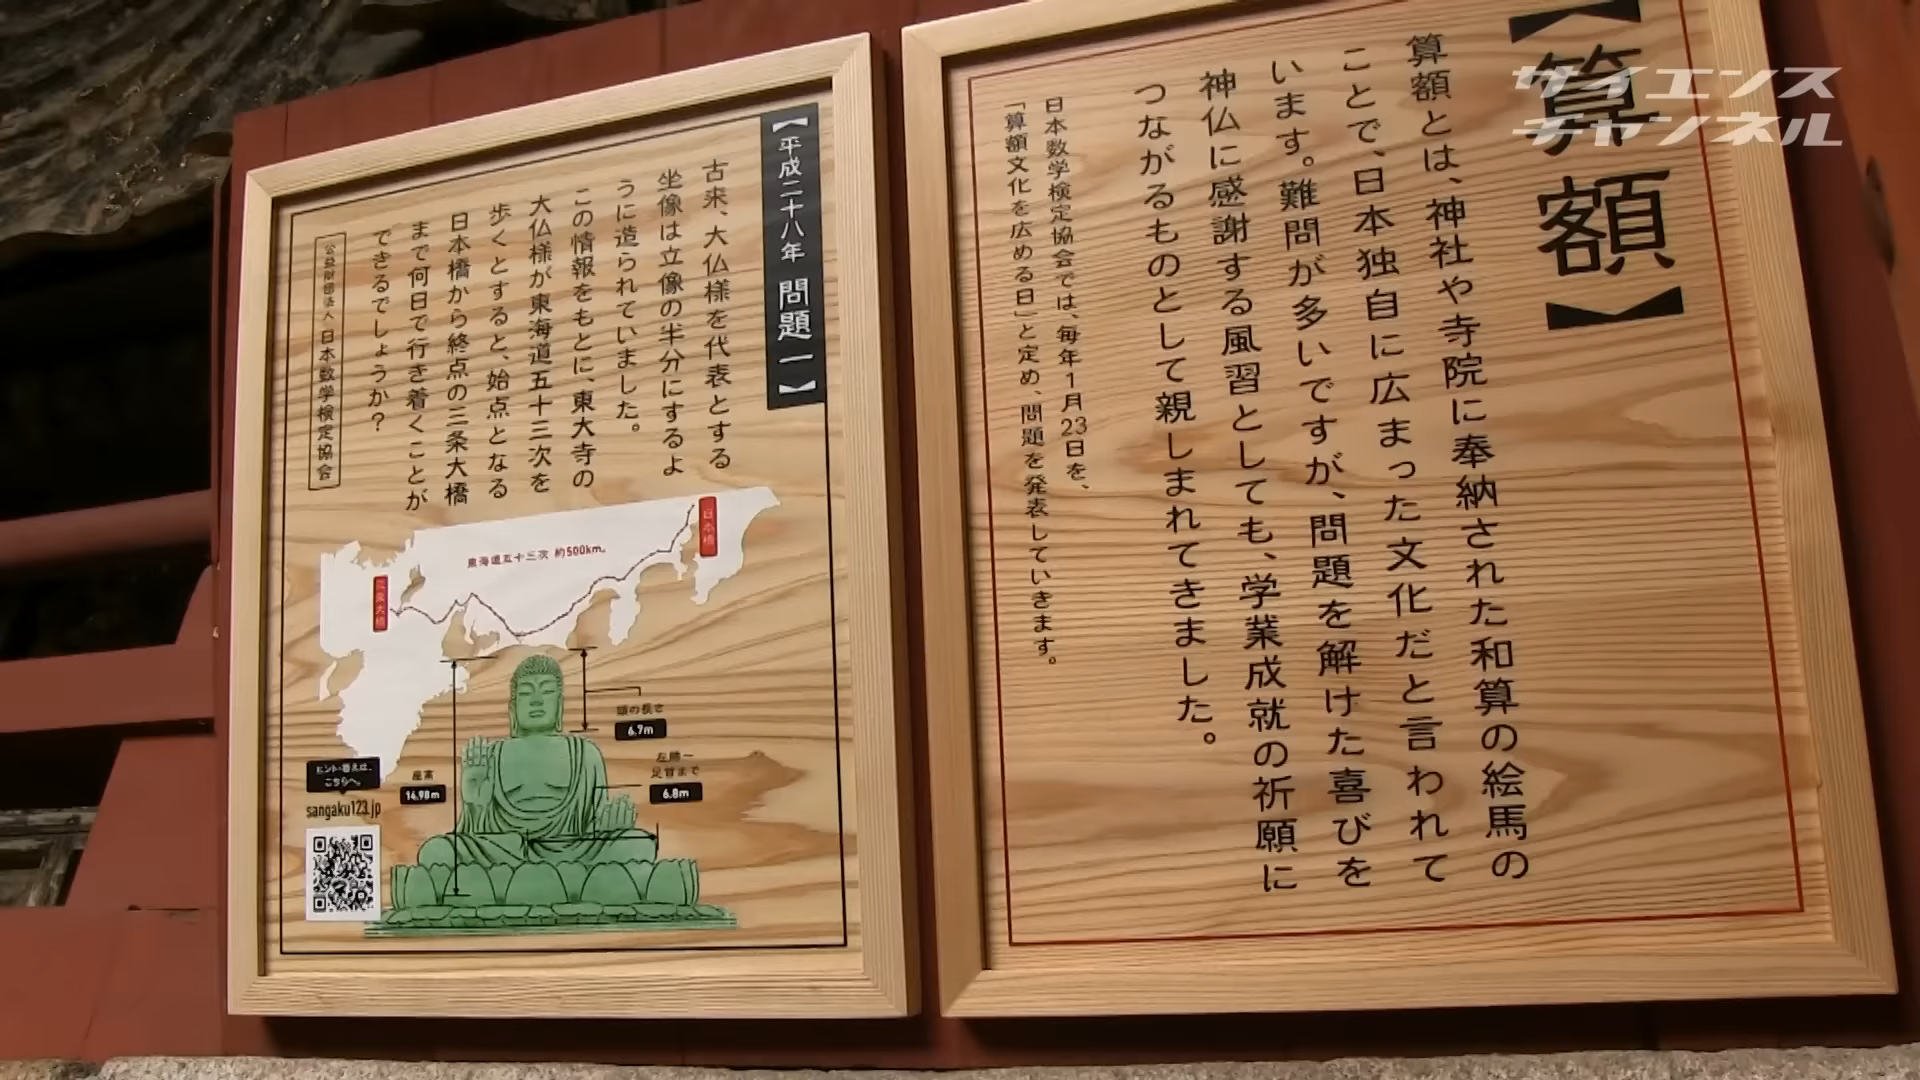 【算額】
算額とは、神社や寺院に奉納された和算の絵馬の
ことで、日本独自に広まった文化だと言われて
います。難問が多いですが、問題を解けた喜びを
神仏に感謝する風習としても、学業成就の祈願に
つながるものとして親しまれてきました。
日本数学検定協会では、毎年1月23日を、
「算額文化を広める日」と定め、問題を発表していきます。
【平成二十八年 問題一】
古来、大仏様を代表とする
坐像は立像の半分にするよ
うに造られていました。
この情報をもとに、東大寺の
大仏様が東海道五十三次を
歩くとすると、始点となる
日本橋から終点の三条大橋
まで何日で行き着くことが
できるでしょうか？
公益財団法人 日本数学検定協会
日本橋
東海道五十三次 約500km。
三条大橋
頭の長さ
6.7m
左膝〜
足首まで
6.8m
座高
14.98m
ヒント・答えは、
こちらへ。
sangaku123.jp
サイエンス
チャンネル